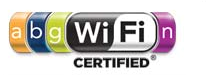 a b g Wi Fi n
CERTIFIED®